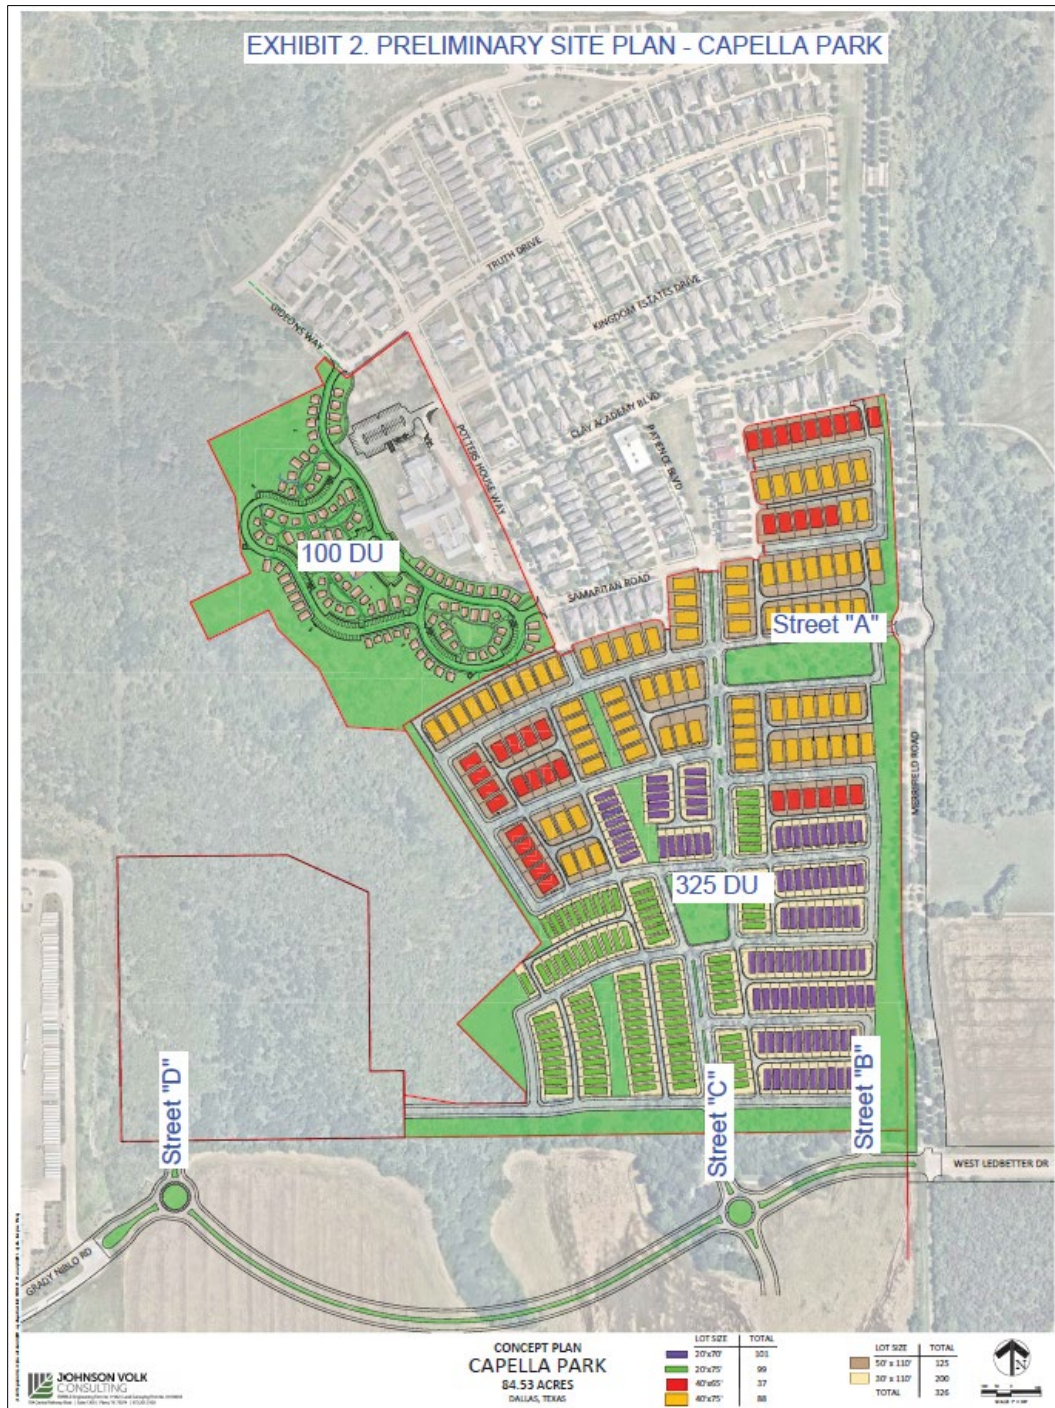 EXHIBIT 2. PRELIMINARY SITE PLAN - CAPELLA PARK
TRUTH DRIVE
KINGDOM ESTATES DRIVE
GIDEONS WAY
CLAY ACADEMY BLVD
PATIENCE BLVD
POTTERS HOUSE WAY
100 DU
SAMARITAN ROAD
Street "A"
MERRIFIELD ROAD
325 DU
Street "D"
Street "C"
Street "B"
WEST LEDBETTER DR
GRADY NIBLO RD
JOHNSON VOLK
CONSULTING
CONCEPT PLAN
CAPELLA PARK
84.53 ACRES
DALLAS, TEXAS
LOT SIZE TOTAL
20'x70' 101
20'x75' 99
40'x65' 37
40'x75' 88
LOT SIZE TOTAL
50' x 110' 125
30' x 110' 200
TOTAL 326
N